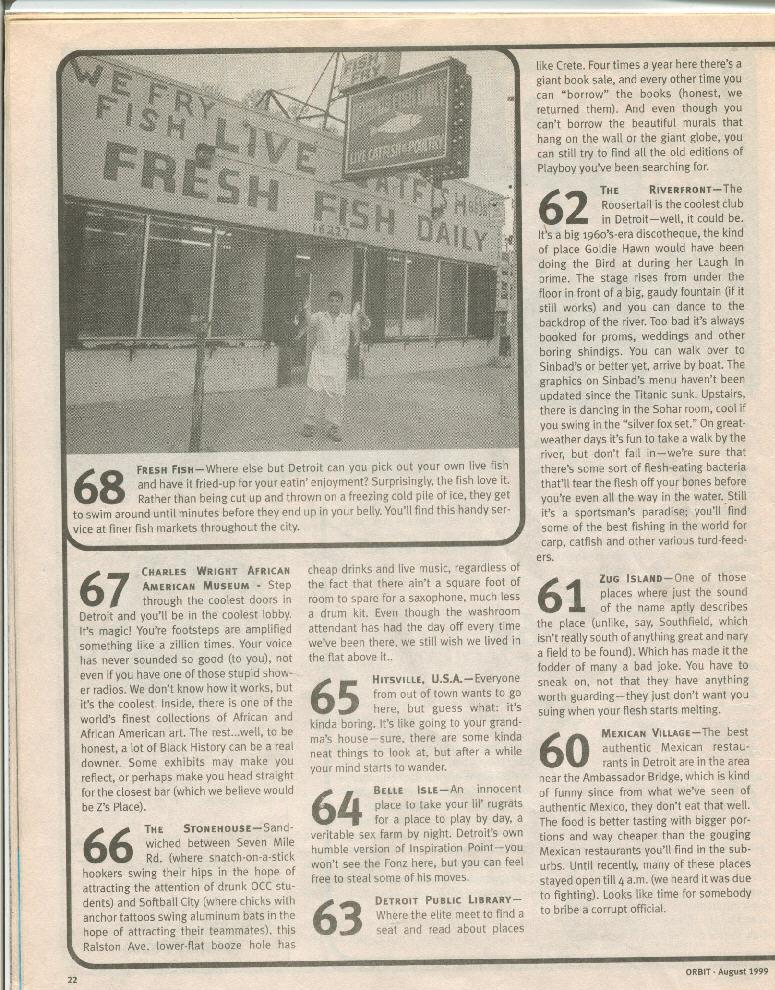 WE FRY
FISH
LIVE
FRESH FISH DAILY
CATFISH
16227
FISH
FRY
LIVE CATFISH & POULTRY
68 FRESH FISH—Where else but Detroit can you pick out your own live fish
and have it fried-up for your eatin' enjoyment? Surprisingly, the fish love it.
Rather than being cut up and thrown on a freezing cold pile of ice, they get
to swim around until minutes before they end up in your belly. You'll find this handy ser-
vice at finer fish markets throughout the city.
67 CHARLES WRIGHT AFRICAN
AMERICAN MUSEUM - Step
through the coolest doors in
Detroit and you'll be in the coolest lobby.
It's magic! You're footsteps are amplified
something like a zillion times. Your voice
has never sounded so good (to you), not
even if you have one of those stupid show-
er radios. We don't know how it works, but
it's the coolest. Inside, there is one of the
world's finest collections of African and
African American art. The rest...well, to be
honest, a lot of Black History can be a real
downer. Some exhibits may make you
reflect, or perhaps make you head straight
for the closest bar (which we believe would
be Z's Place).
66 THE STONEHOUSE—Sand-
wiched between Seven Mile
Rd. (where snatch-on-a-stick
hookers swing their hips in the hope of
attracting the attention of drunk OCC stu-
dents) and Softball City (where chicks with
anchor tattoos swing aluminum bats in the
hope of attracting their teammates), this
Ralston Ave. lower-flat booze hole has
cheap drinks and live music, regardless of
the fact that there ain't a square foot of
room to spare for a saxophone, much less
a drum kit. Even though the washroom
attendant has had the day off every time
we've been there, we still wish we lived in
the flat above it..
65 HITSVILLE, U.S.A.—Everyone
from out of town wants to go
here, but guess what: it's
kinda boring. It's like going to your grand-
ma's house—sure, there are some kinda
neat things to look at, but after a while
your mind starts to wander.
64 BELLE ISLE—An innocent
place to take your lil' rugrats
for a place to play by day, a
veritable sex farm by night. Detroit's own
humble version of Inspiration Point—you
won't see the Fonz here, but you can feel
free to steal some of his moves.
63 DETROIT PUBLIC LIBRARY—
Where the elite meet to find a
seat and read about places
like Crete. Four times a year here there's a
giant book sale, and every other time you
can "borrow" the books (honest, we
returned them). And even though you
can't borrow the beautiful murals that
hang on the wall or the giant globe, you
can still try to find all the old editions of
Playboy you've been searching for.
62 THE RIVERFRONT—The
Roosertail is the coolest club
in Detroit—well, it could be.
It's a big 1960's-era discotheque, the kind
of place Goldie Hawn would have been
doing the Bird at during her Laugh In
prime. The stage rises from under the
floor in front of a big, gaudy fountain (if it
still works) and you can dance to the
backdrop of the river. Too bad it's always
booked for proms, weddings and other
boring shindigs. You can walk over to
Sinbad's or better yet, arrive by boat. The
graphics on Sinbad's menu haven't been
updated since the Titanic sunk. Upstairs,
there is dancing in the Sohar room, cool if
you swing in the "silver fox set." On great-
weather days it's fun to take a walk by the
river, but don't fall in—we're sure that
there's some sort of flesh-eating bacteria
that'll tear the flesh off your bones before
you're even all the way in the water. Still
it's a sportsman's paradise; you'll find
some of the best fishing in the world for
carp, catfish and other various turd-feed-
ers.
61 ZUG ISLAND—One of those
places where just the sound
of the name aptly describes
the place (unlike, say, Southfield, which
isn't really south of anything great and nary
a field to be found). Which has made it the
fodder of many a bad joke. You have to
sneak on, not that they have anything
worth guarding—they just don't want you
suing when your flesh starts melting.
60 MEXICAN VILLAGE—The best
authentic Mexican restau-
rants in Detroit are in the area
near the Ambassador Bridge, which is kind
of funny since from what we've seen of
authentic Mexico, they don't eat that well.
The food is better tasting with bigger por-
tions and way cheaper than the gouging
Mexican restaurants you'll find in the sub-
urbs. Until recently, many of these places
stayed open till 4 a.m. (we heard it was due
to fighting). Looks like time for somebody
to bribe a corrupt official.
22
ORBIT - August 1999